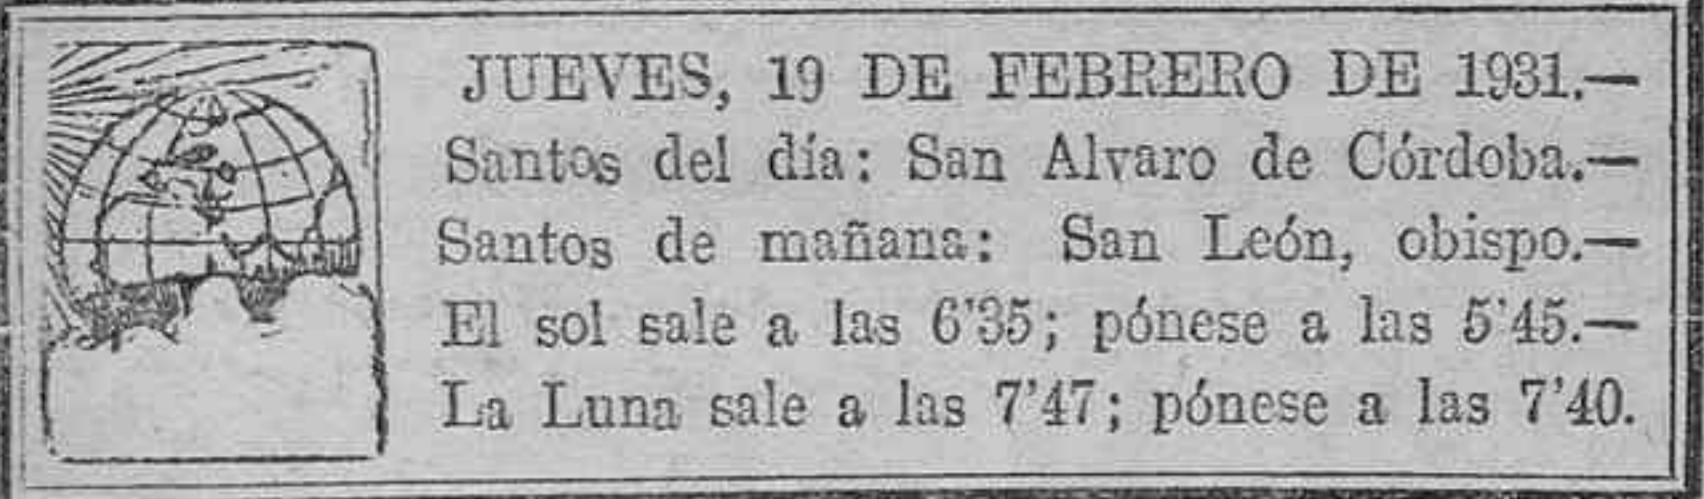 JUEVES, 19 DE FEBRERO DE 1931.—
Santos del día: San Alvaro de Córdoba.—
Santos de mañana: San León, obispo.—
El sol sale a las 6'35; pónese a las 5'45.—
La Luna sale a las 7'47; pónese a las 7'40.